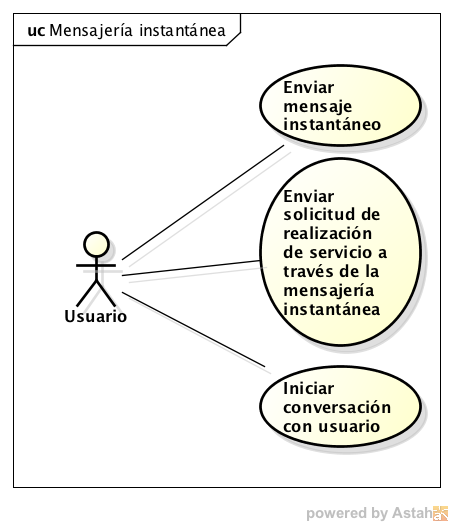 uc Mensajería instantánea
Enviar
mensaje
instantáneo
Enviar
solicitud de
realización
de servicio a
través de la
mensajería
instantánea
Usuario
Iniciar
conversación
con usuario
powered by Astah